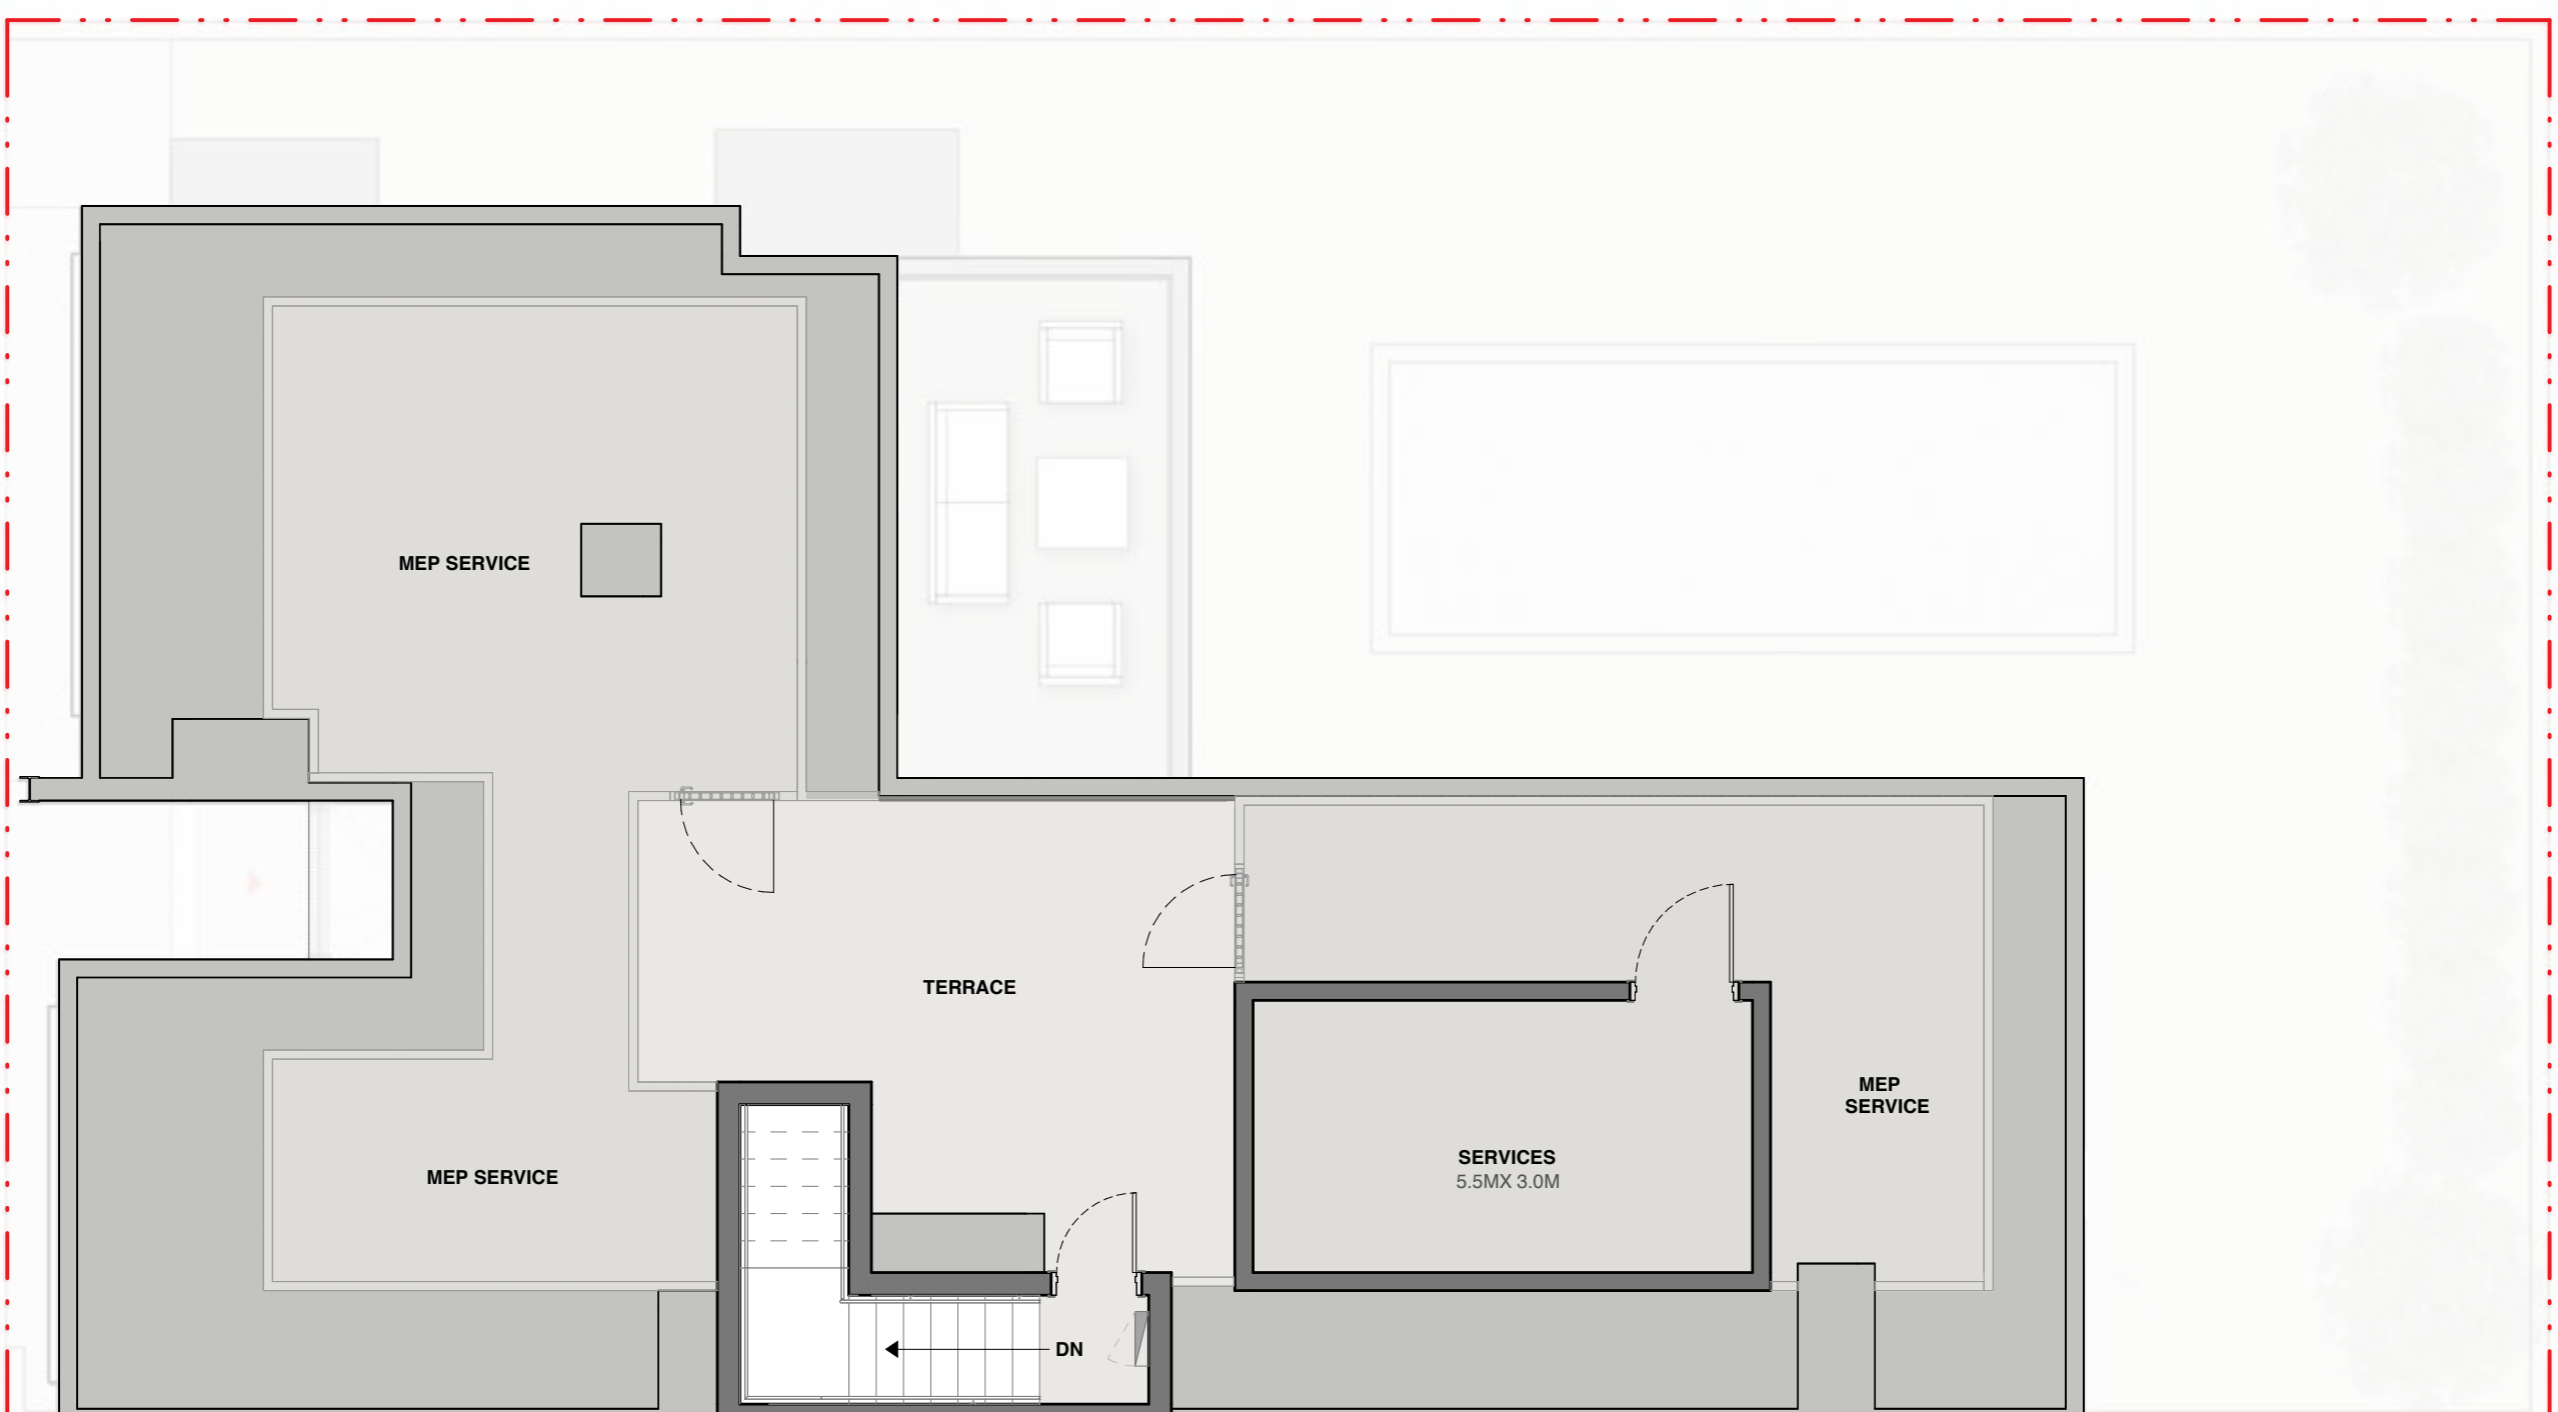 MEP SERVICE
TERRACE
MEP
SERVICE
SERVICES
5.5MX 3.0M
MEP SERVICE
DN